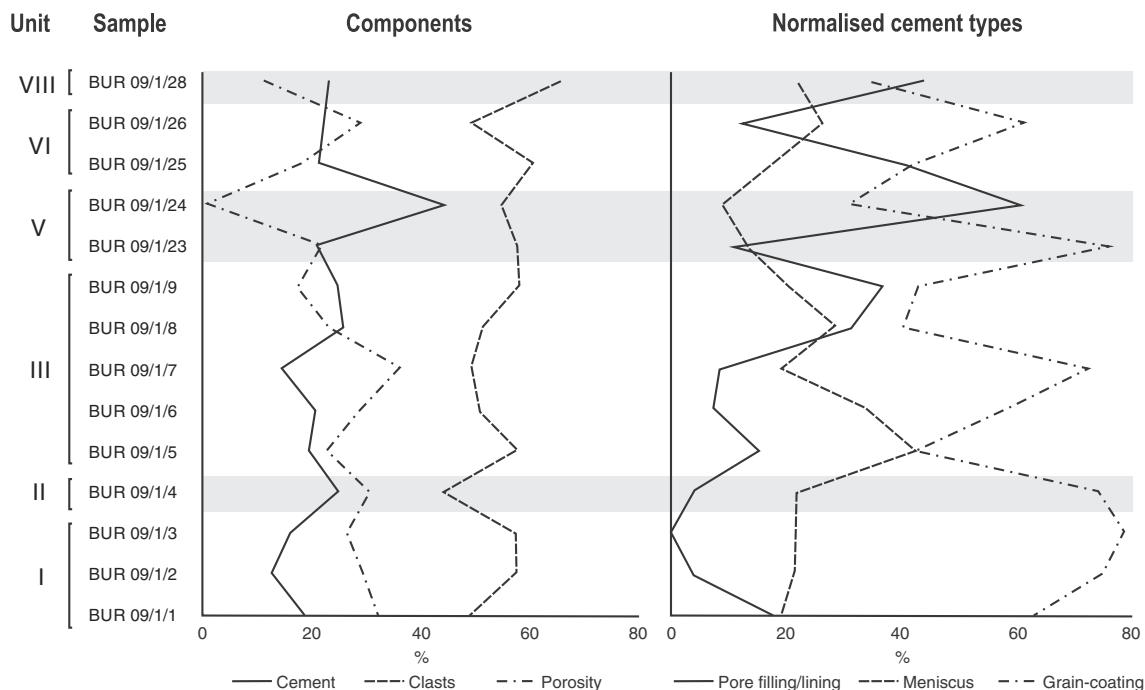 Unit Sample Components Normalised cement types
VIII BUR 09/1/28
BUR 09/1/26
VI
BUR 09/1/25
BUR 09/1/24
V
BUR 09/1/23
BUR 09/1/9
BUR 09/1/8
III BUR 09/1/7
BUR 09/1/6
BUR 09/1/5
II BUR 09/1/4
BUR 09/1/3
I BUR 09/1/2
BUR 09/1/1
0 20 40 60 80 0 20 40 60 80
% %
Cement Clasts Porosity Pore filling/lining Meniscus Grain-coating